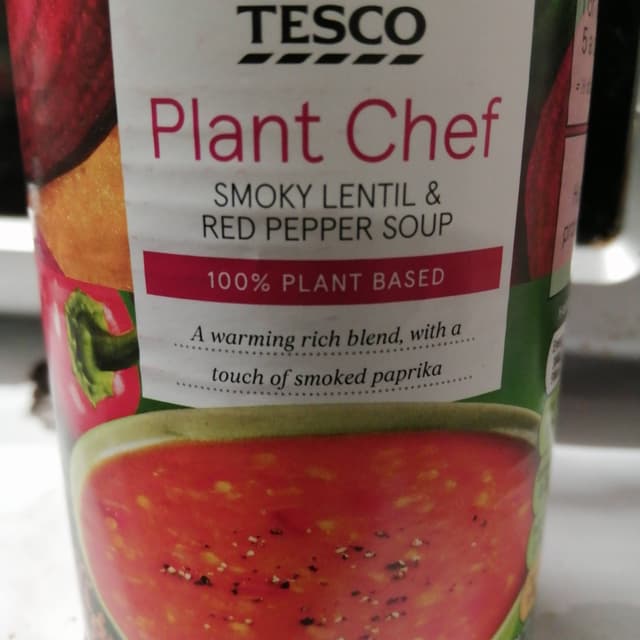 TESCO
Plant Chef
SMOKY LENTIL &
RED PEPPER SOUP
100% PLANT BASED
A warming rich blend, with a
touch of smoked paprika